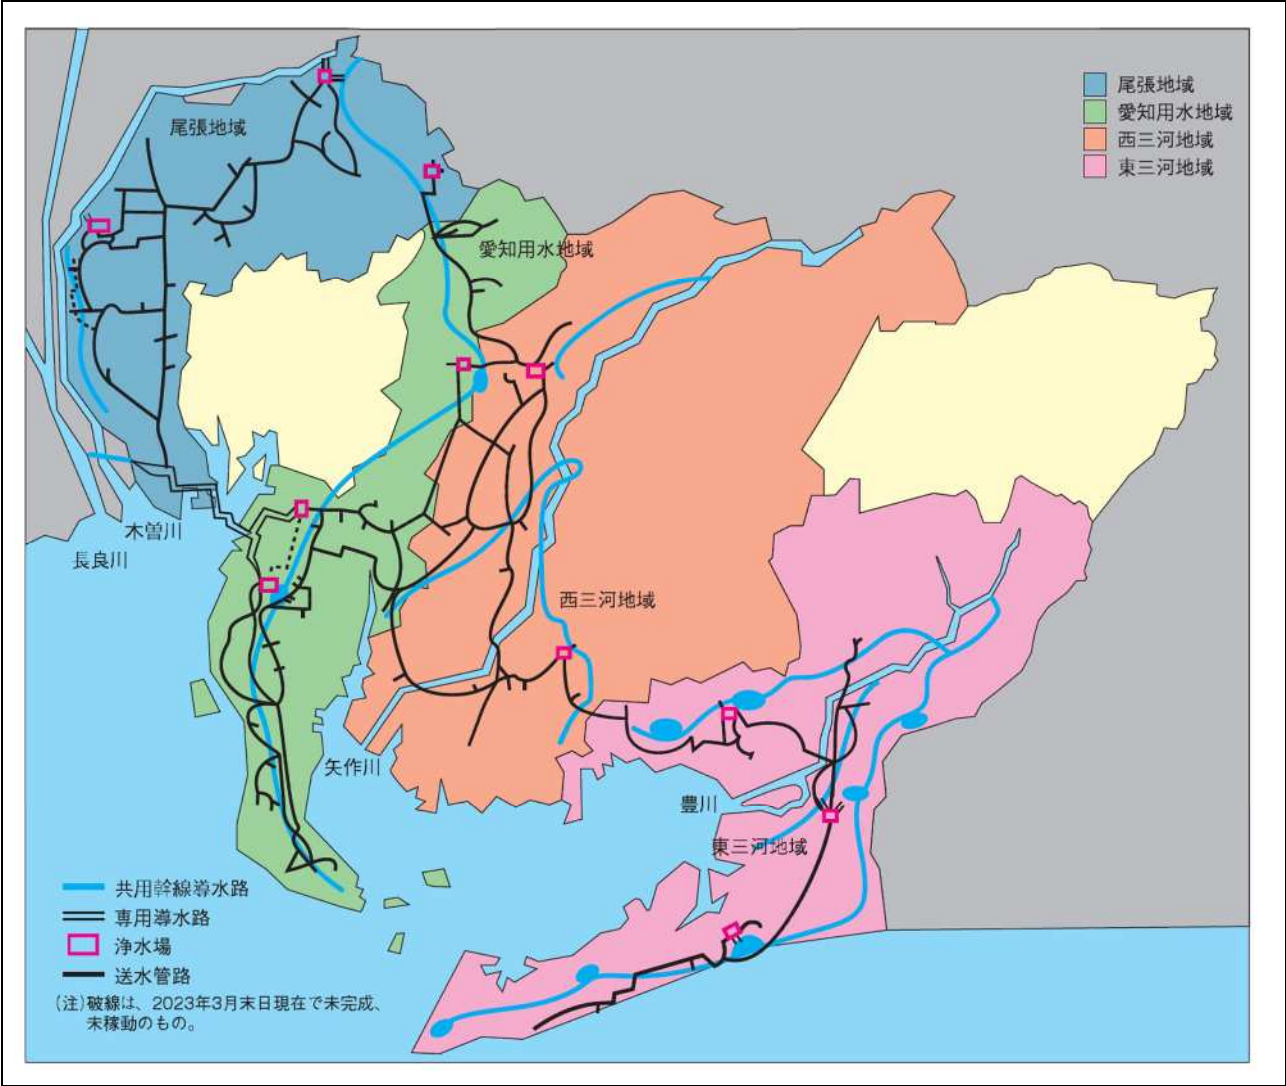 尾張地域
愛知用水地域
西三河地域
東三河地域
尾張地域
愛知用水地域
木曽川
長良川
西三河地域
矢作川
豊川
東三河地域
共用幹線導水路
専用導水路
浄水場
送水管路
(注)破線は、2023年3月末日現在で未完成、
未稼動のもの。